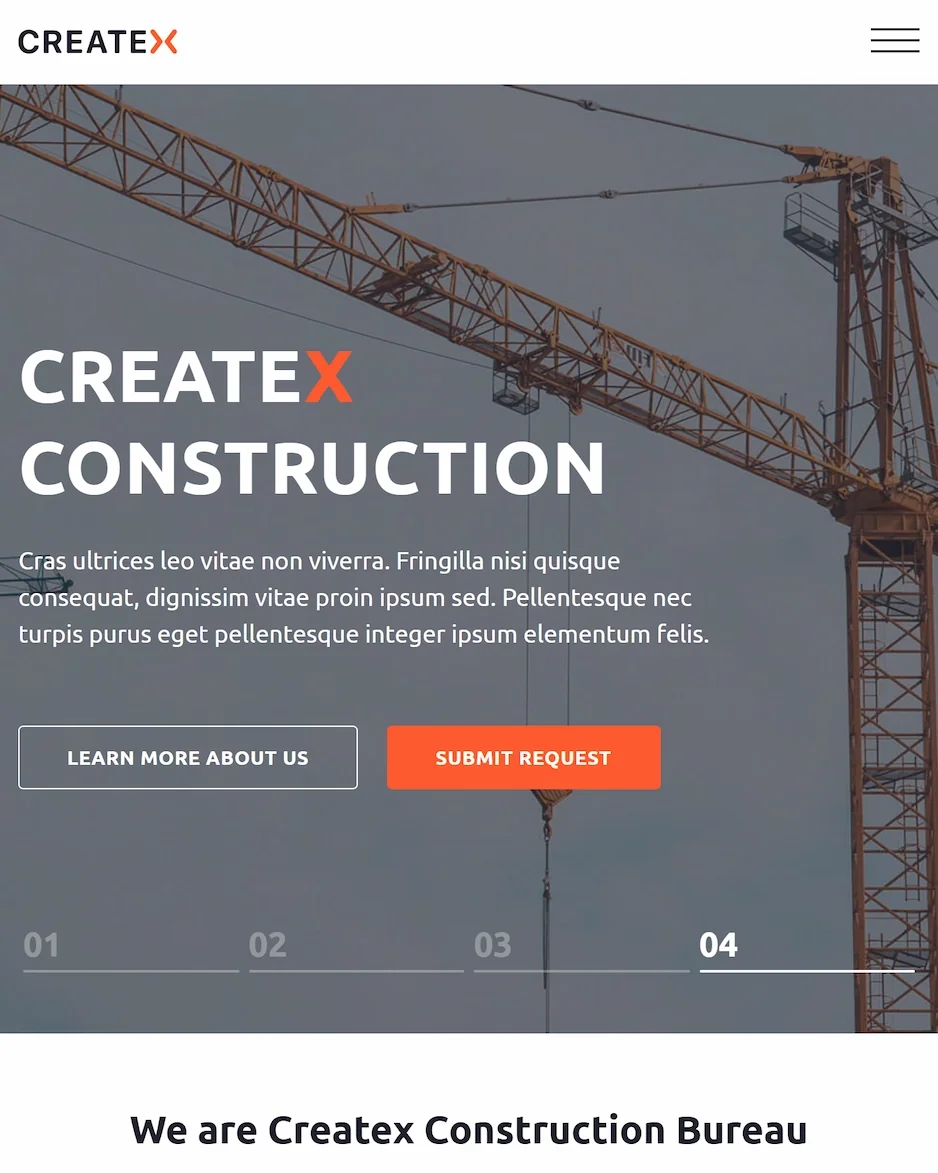 CREATEX
CREATEX
CONSTRUCTION
Cras ultrices leo vitae non viverra. Fringilla nisi quisque
consequat, dignissim vitae proin ipsum sed. Pellentesque nec
turpis purus eget pellentesque integer ipsum elementum felis.
LEARN MORE ABOUT US
SUBMIT REQUEST
01
02
03
04
We are Createx Construction Bureau